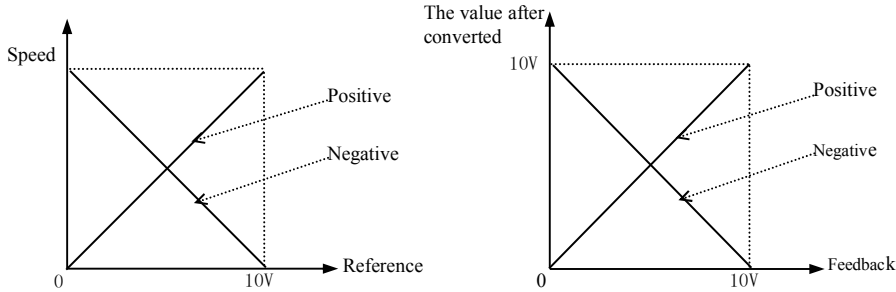 Speed
Positive
Negative
0
10V
Reference
The value after
converted
10V
Positive
Negative
0
10V
Feedback